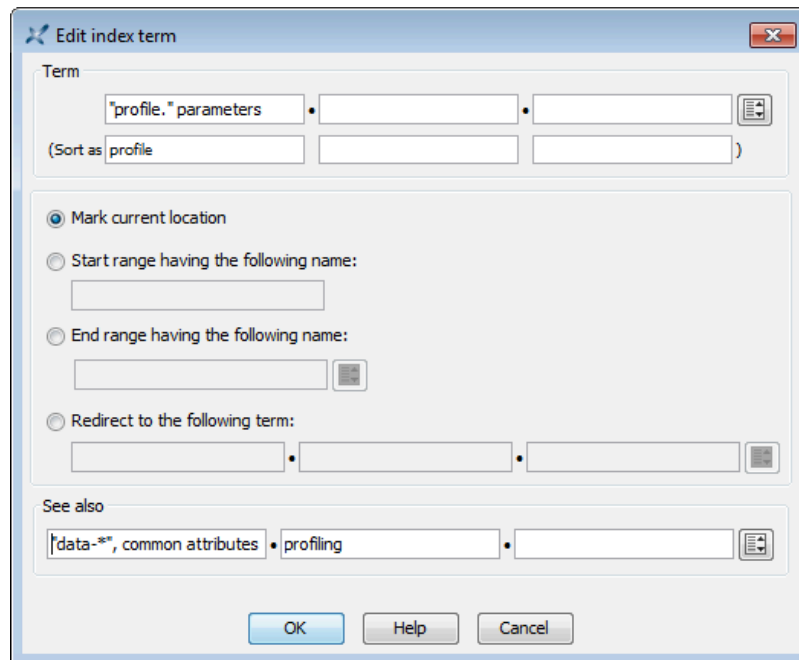 Edit index term
Term
"profile." parameters • •
(Sort as profile )
Mark current location
Start range having the following name:
End range having the following name:
Redirect to the following term:
• •
See also
"data-*", common attributes • profiling •
OK Help Cancel